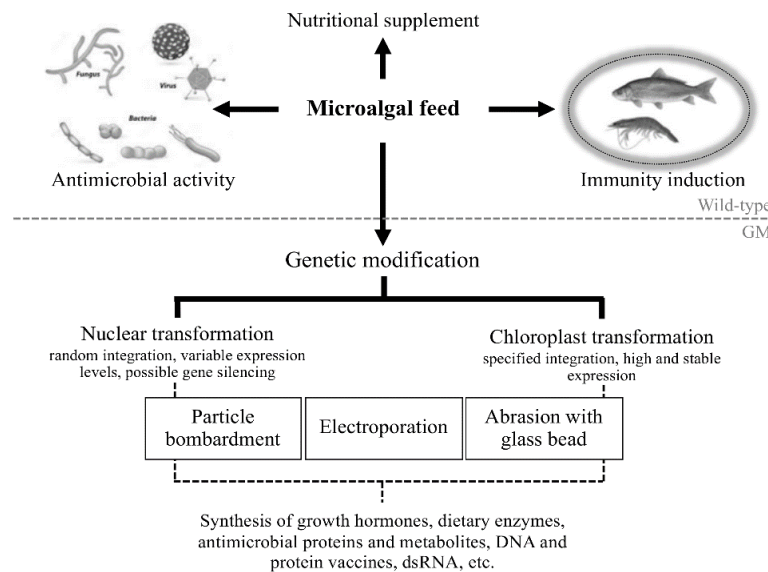 Nutritional supplement
Fungus
Virus
Bacteria
Microalgal feed
Antimicrobial activity
Immunity induction
Wild-type
GM
Genetic modification
Nuclear transformation
random integration, variable expression
levels, possible gene silencing
Chloroplast transformation
specified integration, high and stable
expression
Particle
bombardment
Electroporation
Abrasion with
glass bead
Synthesis of growth hormones, dietary enzymes,
antimicrobial proteins and metabolites, DNA and
protein vaccines, dsRNA, etc.